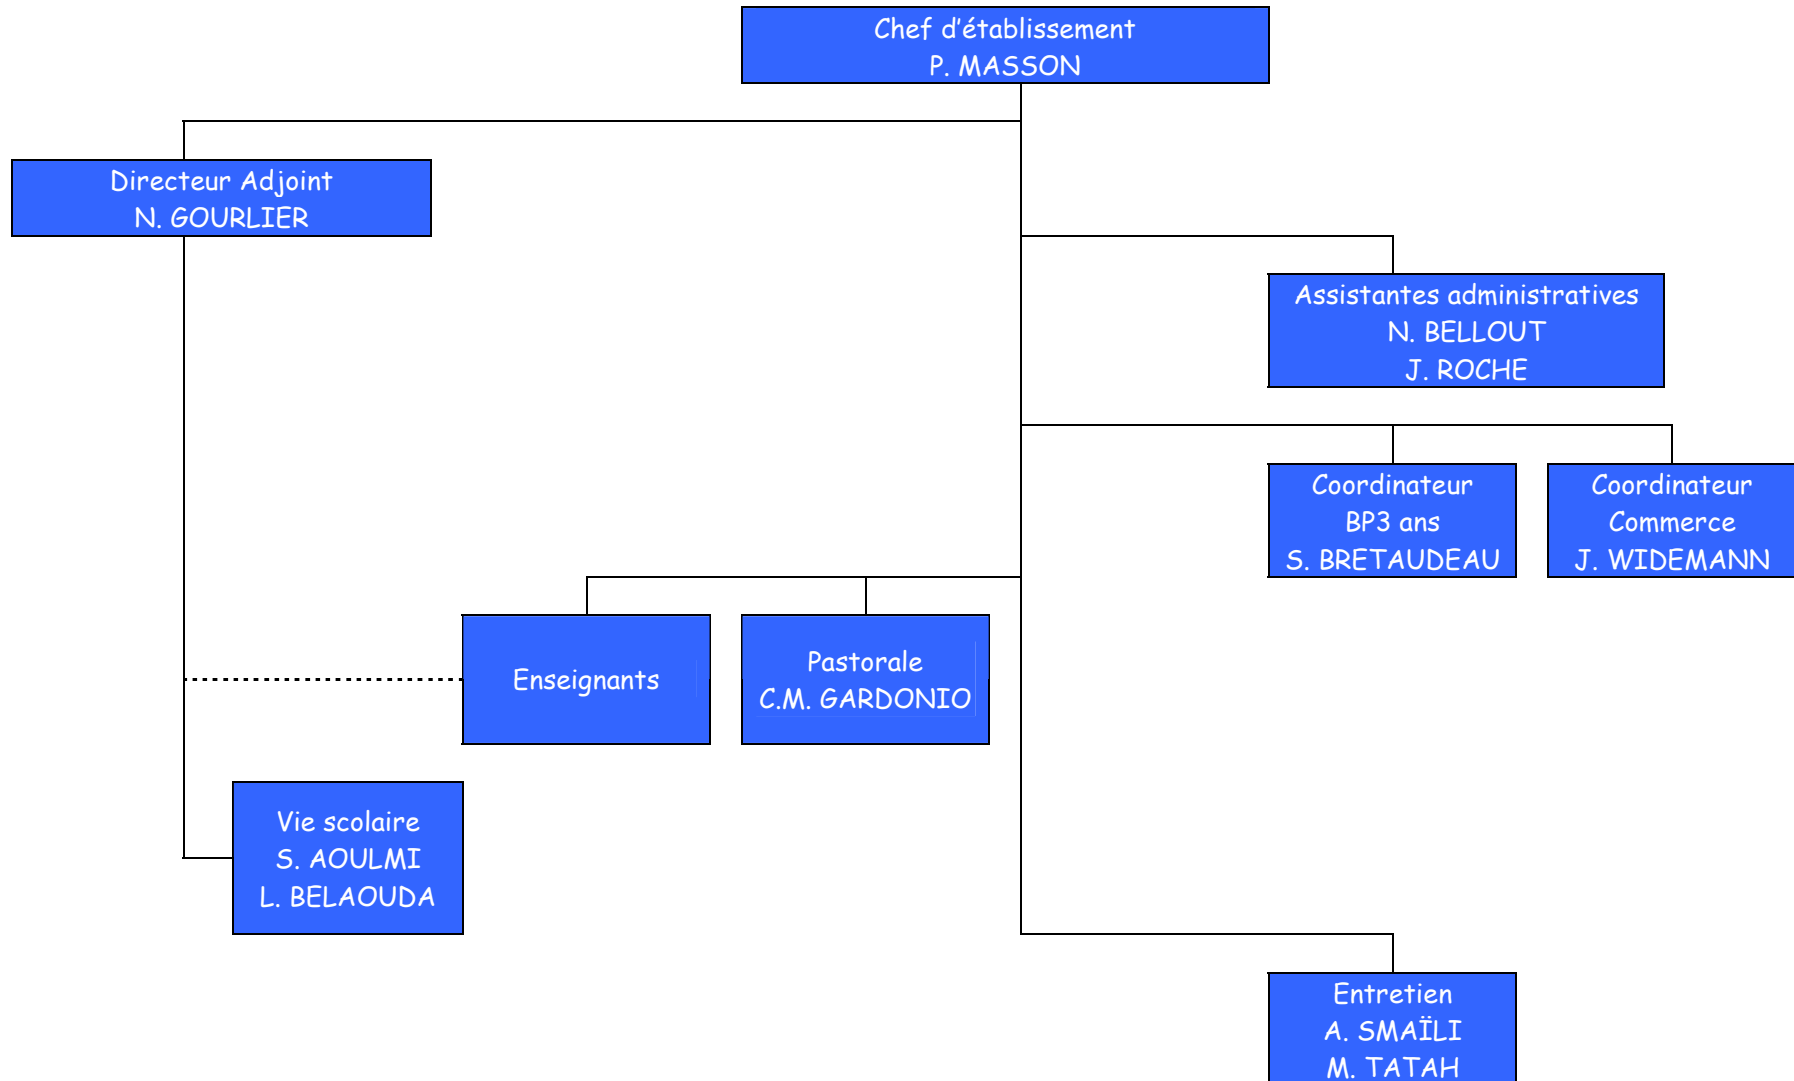 Chef d'établissement
P. MASSON
Directeur Adjoint
N. GOURLIER
Assistantes administratives
N. BELLOUT
J. ROCHE
Coordinateur
BP3 ans
S. BRETAUDEAU
Coordinateur
Commerce
J. WIDEMANN
Enseignants
Pastorale
C.M. GARDONIO
Vie scolaire
S. AOULMI
L. BELAOUDA
Entretien
A. SMAÏLI
M. TATAH